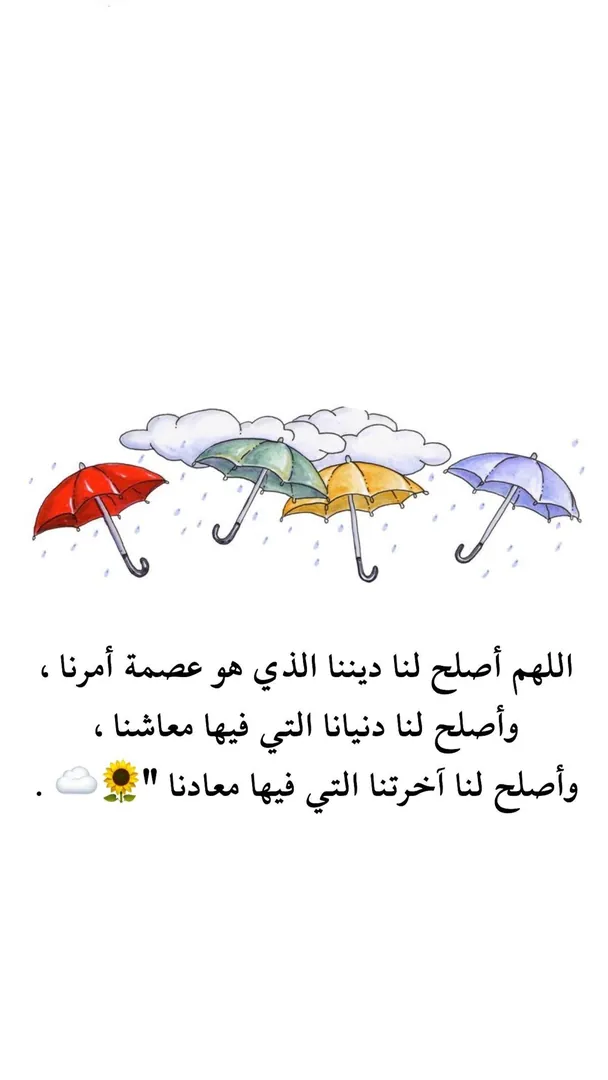 اللهم أصلح لنا ديننا الذي هو عصمة أمرنا ،
وأصلح لنا دنيانا التي فيها معاشنا ،
وأصلح لنا آخرتنا التي فيها معادنا "🌻☁️ .